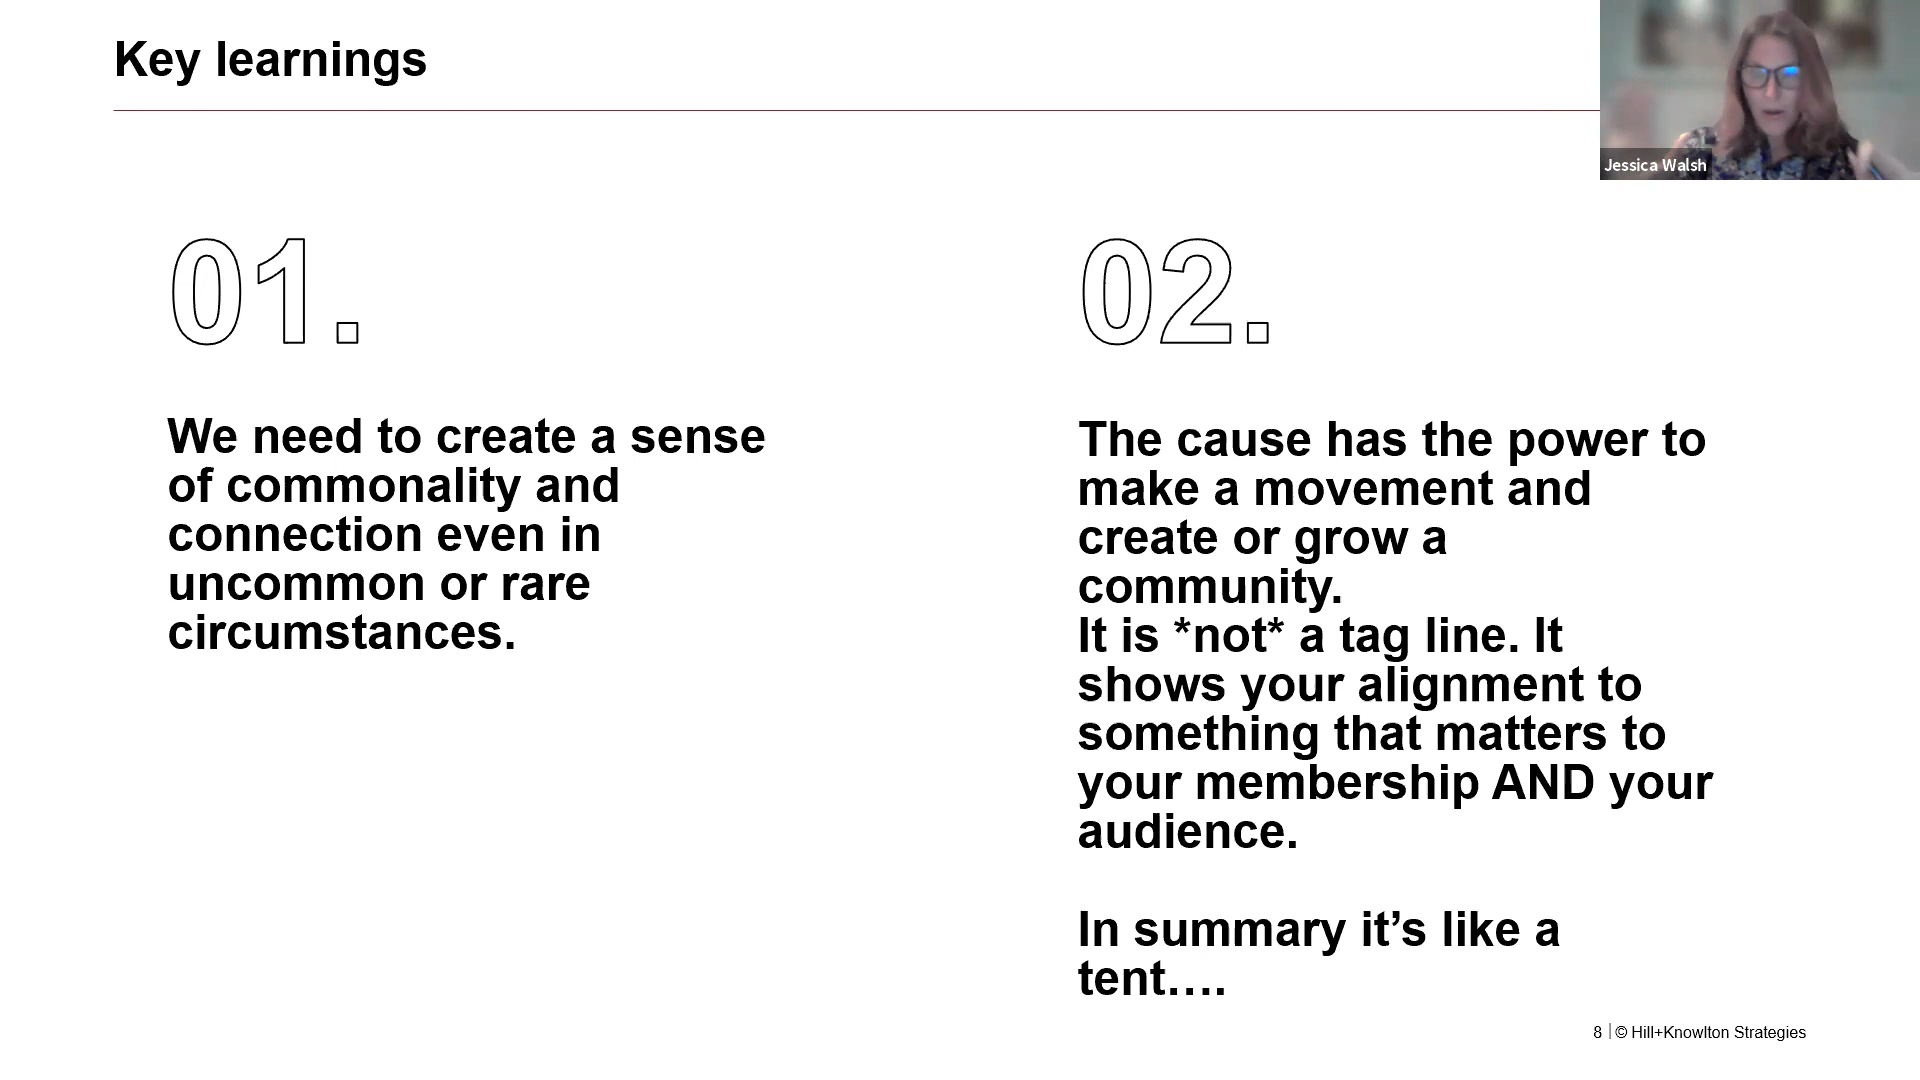 Key learnings
Jessica Walsh
01.
We need to create a sense
of commonality and
connection even in
uncommon or rare
circumstances.
02.
The cause has the power to
make a movement and
create or grow a
community.
It is *not* a tag line. It
shows your alignment to
something that matters to
your membership AND your
audience.
In summary it’s like a
tent….
8 | © Hill+Knowlton Strategies